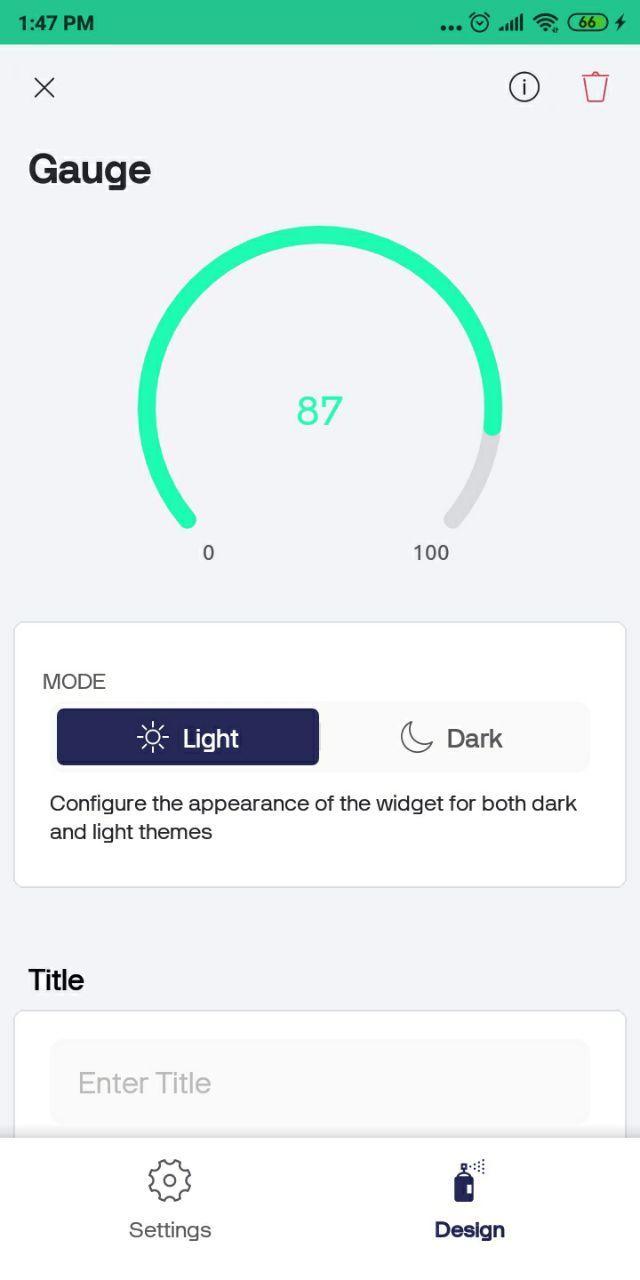 1:47 PM
66
Gauge
87
0
100
MODE
Light
Dark
Configure the appearance of the widget for both dark
and light themes
Title
Enter Title
Settings
Design